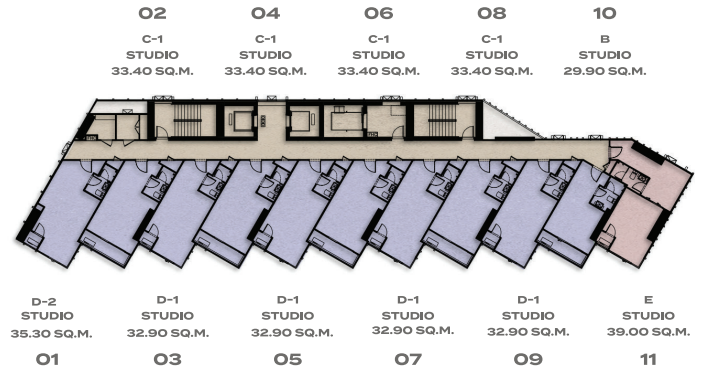 02 04 06 08 10
C-1 C-1 C-1 C-1 B
STUDIO STUDIO STUDIO STUDIO STUDIO
33.40 SQ.M. 33.40 SQ.M. 33.40 SQ.M. 33.40 SQ.M. 29.90 SQ.M.
D-2 D-1 D-1 D-1 D-1 E
STUDIO STUDIO STUDIO STUDIO STUDIO STUDIO
35.30 SQ.M. 32.90 SQ.M. 32.90 SQ.M. 32.90 SQ.M. 32.90 SQ.M. 39.00 SQ.M.
01 03 05 07 09 11